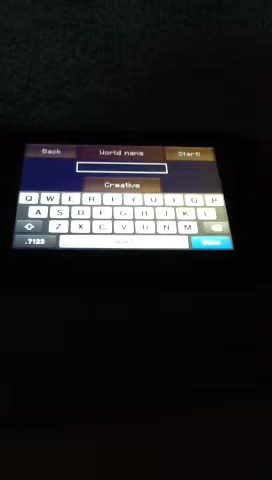 Back World name Start!
Creative
Q W E R T Y U I O P
A S D F G H J K L
Z X C V B N M
.?123 Done